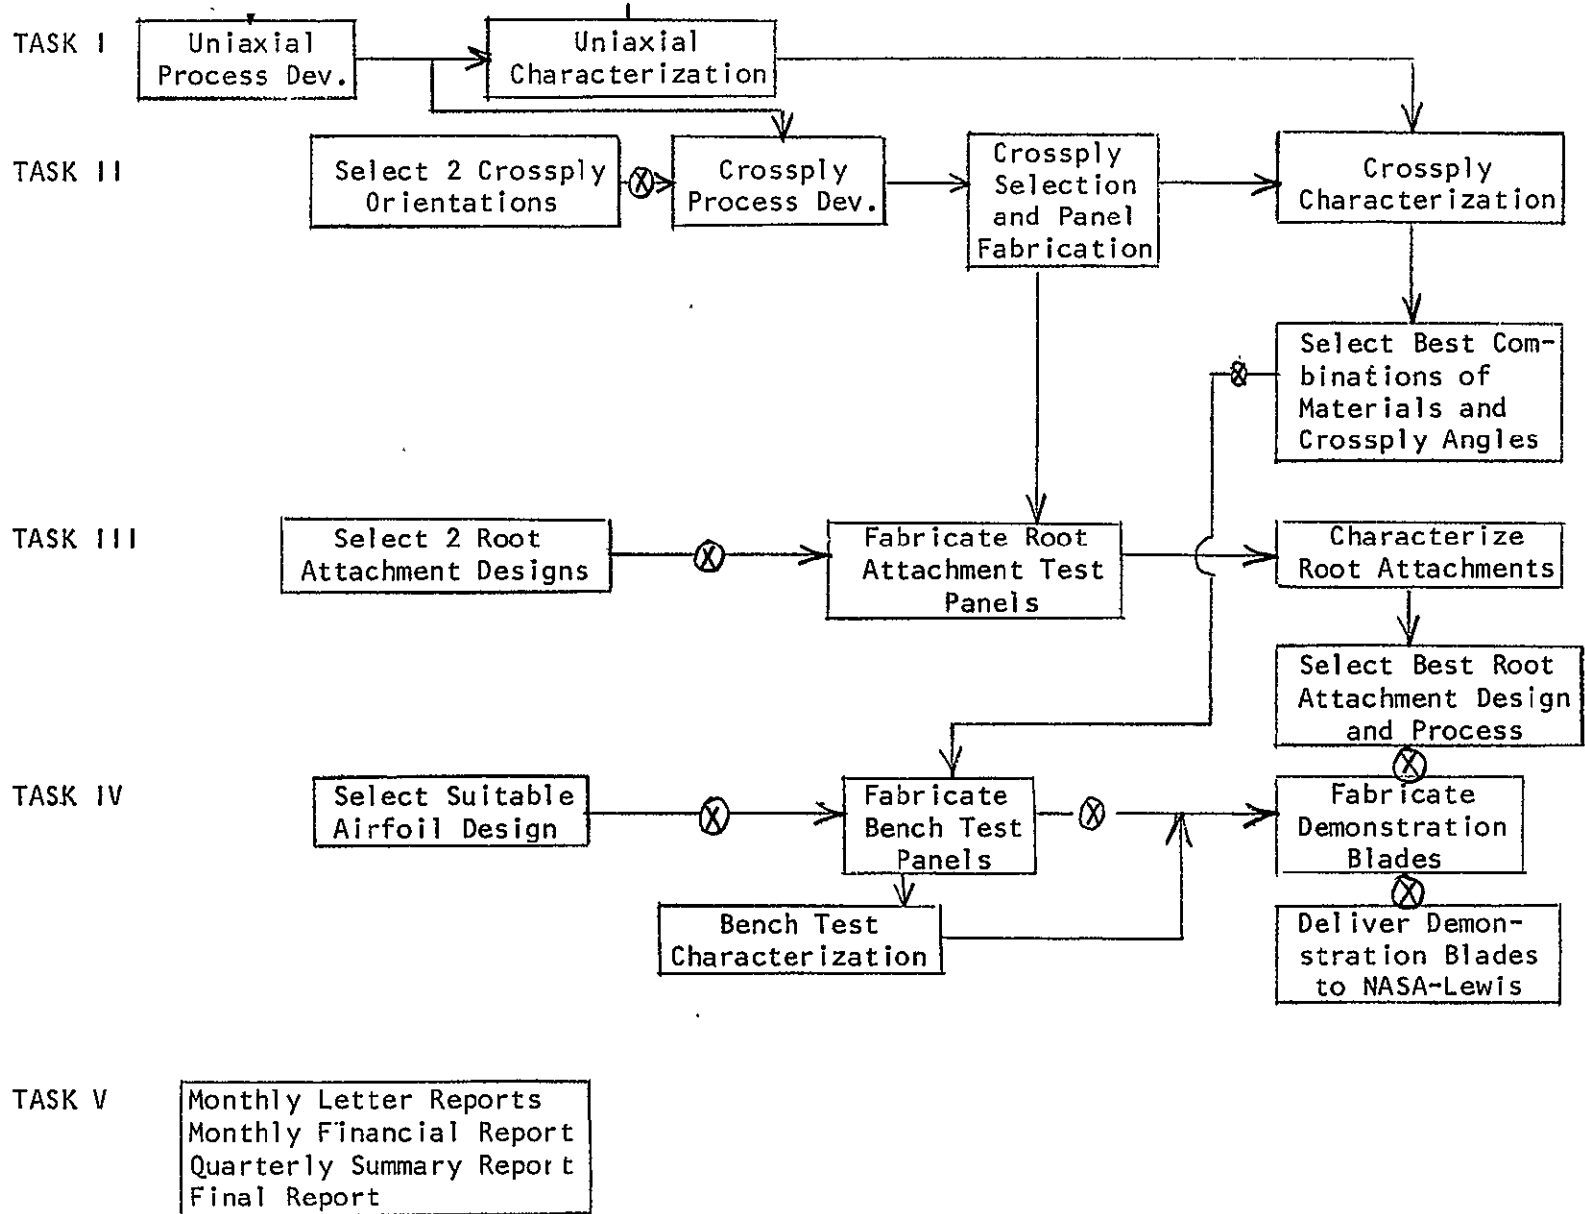 TASK I
Uniaxial
Process Dev.
Uniaxial
Characterization
TASK II
Select 2 Crossply
Orientations
X
Crossply
Process Dev.
Crossply
Selection
and Panel
Fabrication
Crossply
Characterization
X
Select Best Com-
binations of
Materials and
Crossply Angles
TASK III
Select 2 Root
Attachment Designs
X
Fabricate Root
Attachment Test
Panels
Characterize
Root Attachments
Select Best Root
Attachment Design
and Process
X
TASK IV
Select Suitable
Airfoil Design
X
Fabricate
Bench Test
Panels
X
Fabricate
Demonstration
Blades
X
Bench Test
Characterization
Deliver Demon-
stration Blades
to NASA-Lewis
TASK V
Monthly Letter Reports
Monthly Financial Report
Quarterly Summary Report
Final Report